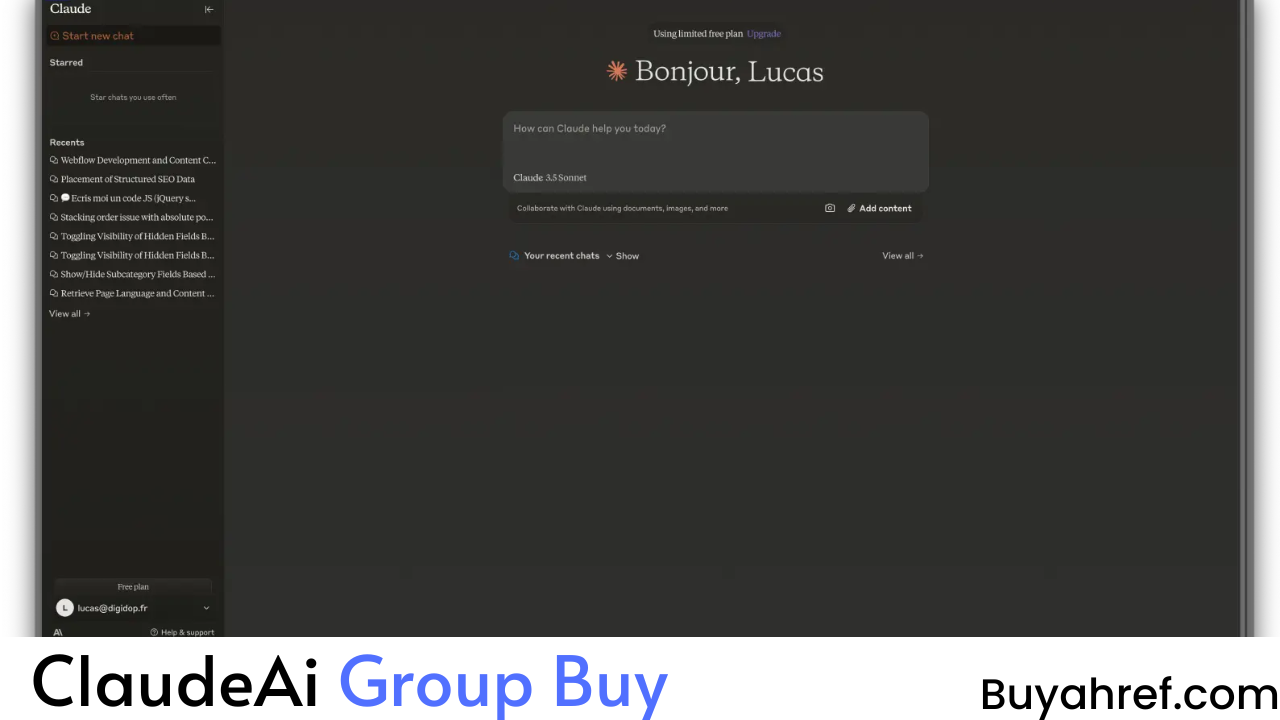 Claude
Start new chat
Starred
Star chats you use often
Recents
Webflow Development and Content C...
Placement of Structured SEO Data
💬 Ecris moi un code JS (jQuery s...
Stacking order issue with absolute po...
Toggling Visibility of Hidden Fields B...
Toggling Visibility of Hidden Fields B...
Show/Hide Subcategory Fields Based ...
Retrieve Page Language and Content ...
View all →
Free plan
L lucas@digidop.fr
A\ Help & support
Using limited free plan Upgrade
Bonjour, Lucas
How can Claude help you today?
Claude 3.5 Sonnet
Collaborate with Claude using documents, images, and more Add content
Your recent chats Show View all →
ClaudeAi Group Buy
Buyahref.com